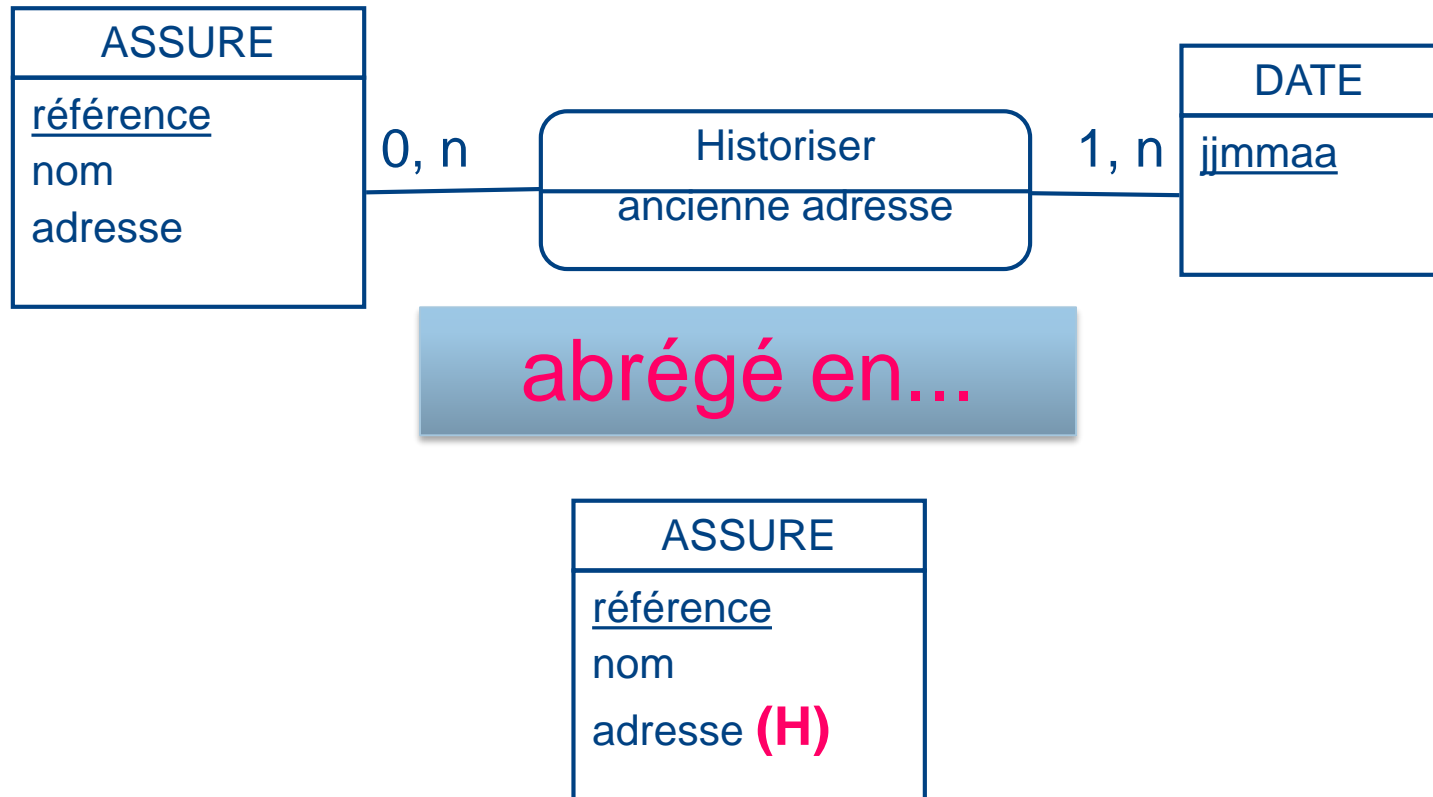 ASSURE
référence
nom
adresse
0, n
Historiser
ancienne adresse
1, n
DATE
jjmmaa
abrégé en...
ASSURE
référence
nom
adresse (H)